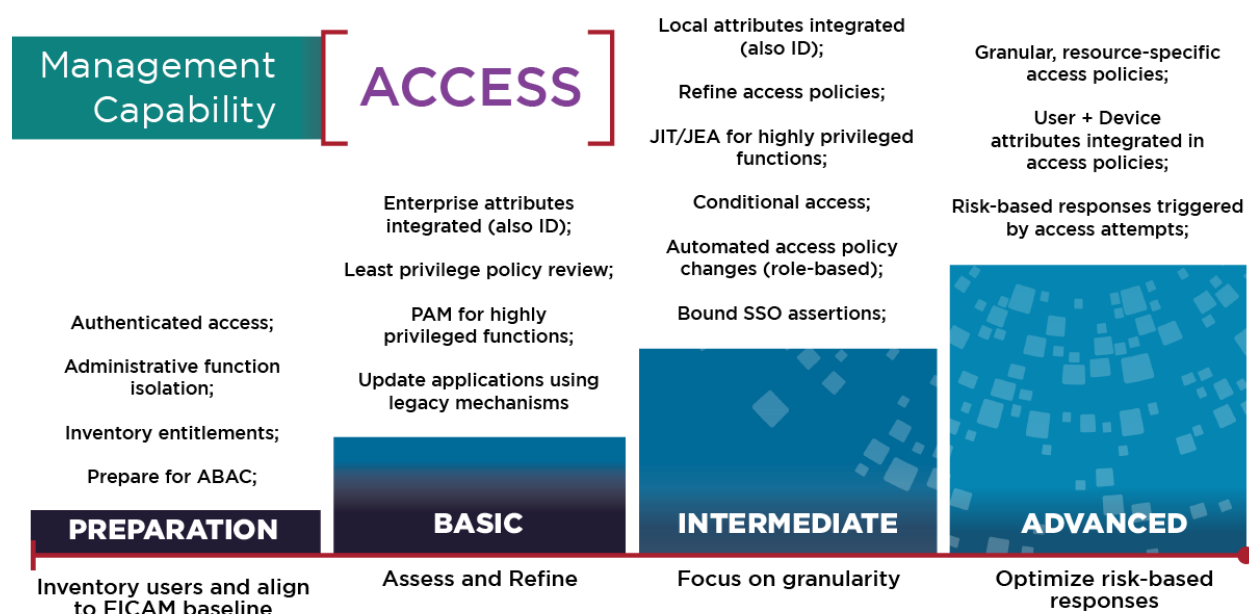 Management
Capability
ACCESS
Authenticated access;
Administrative function
isolation;
Inventory entitlements;
Prepare for ABAC;
PREPARATION
Inventory users and align
to FICAM baseline
Enterprise attributes
integrated (also ID);
Least privilege policy review;
PAM for highly
privileged functions;
Update applications using
legacy mechanisms
BASIC
Assess and Refine
Local attributes integrated
(also ID);
Refine access policies;
JIT/JEA for highly privileged
functions;
Conditional access;
Automated access policy
changes (role-based);
Bound SSO assertions;
INTERMEDIATE
Focus on granularity
Granular, resource-specific
access policies;
User + Device
attributes integrated in
access policies;
Risk-based responses triggered
by access attempts;
ADVANCED
Optimize risk-based
responses